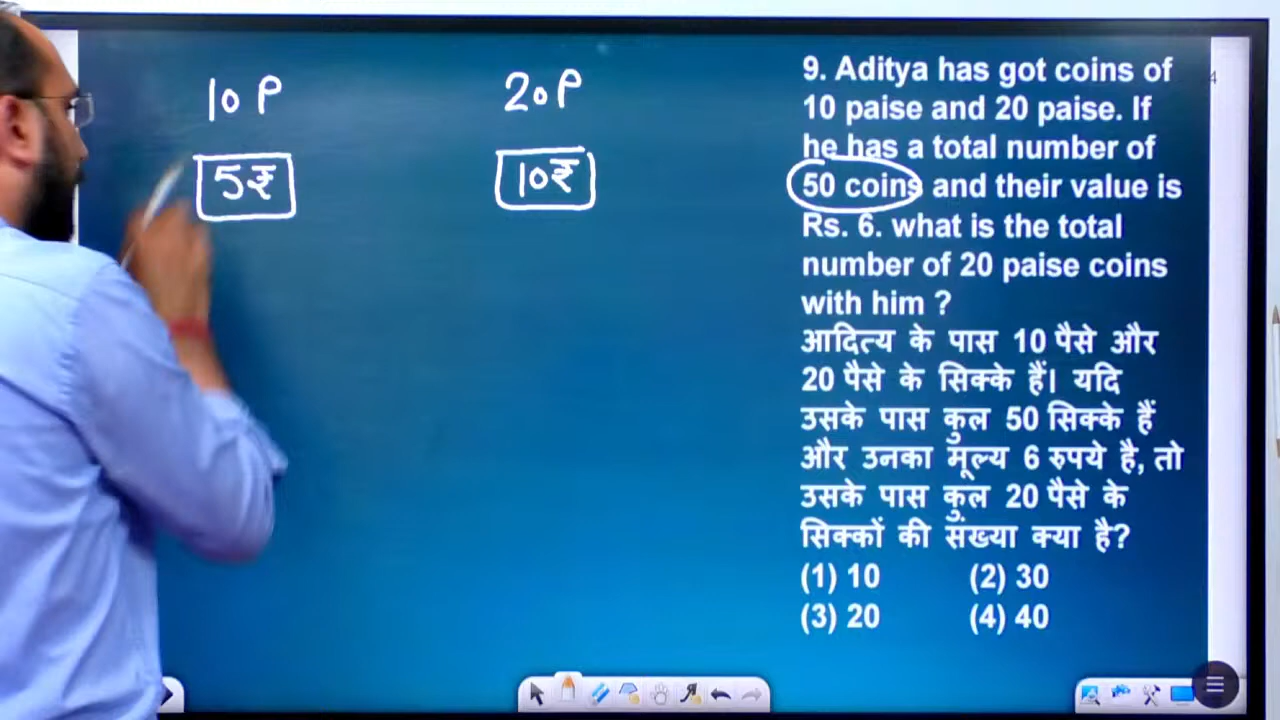 10 P
20 P
5₹
10₹
9. Aditya has got coins of
10 paise and 20 paise. If
he has a total number of
50 coins and their value is
Rs. 6. what is the total
number of 20 paise coins
with him ?
आदित्य के पास 10 पैसे और
20 पैसे के सिक्के हैं। यदि
उसके पास कुल 50 सिक्के हैं
और उनका मूल्य 6 रुपये है, तो
उसके पास कुल 20 पैसे के
सिक्कों की संख्या क्या है?
(1) 10 (2) 30
(3) 20 (4) 40